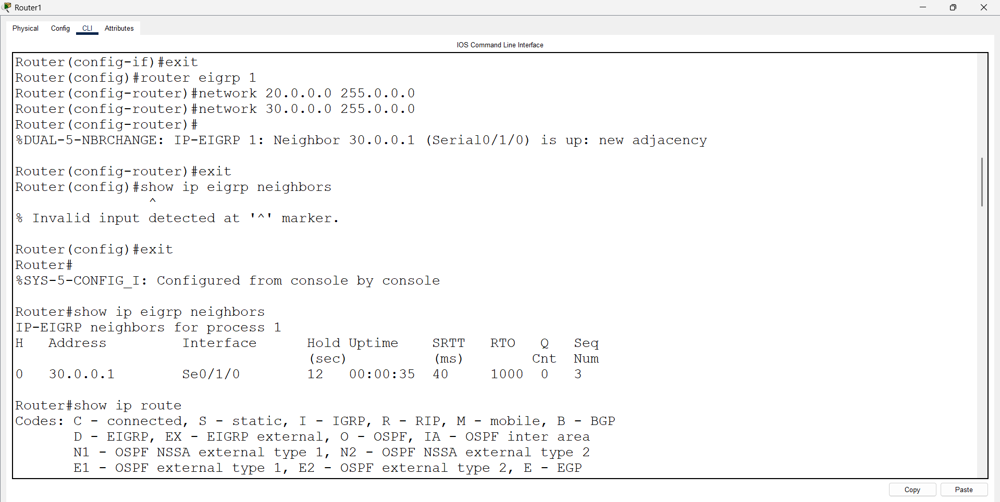 Router1
Physical Config CLI Attributes
IOS Command Line Interface
Router(config-if)#exit
Router(config)#router eigrp 1
Router(config-router)#network 20.0.0.0 255.0.0.0
Router(config-router)#network 30.0.0.0 255.0.0.0
Router(config-router)#
%DUAL-5-NBRCHANGE: IP-EIGRP 1: Neighbor 30.0.0.1 (Serial0/1/0) is up: new adjacency
Router(config-router)#exit
Router(config)#show ip eigrp neighbors
^
% Invalid input detected at '^' marker.
Router(config)#exit
Router#
%SYS-5-CONFIG_I: Configured from console by console
Router#show ip eigrp neighbors
IP-EIGRP neighbors for process 1
H Address Interface Hold Uptime SRTT RTO Q Seq
(sec) (ms) Cnt Num
0 30.0.0.1 Se0/1/0 12 00:00:35 40 1000 0 3
Router#show ip route
Codes: C - connected, S - static, I - IGRP, R - RIP, M - mobile, B - BGP
D - EIGRP, EX - EIGRP external, O - OSPF, IA - OSPF inter area
N1 - OSPF NSSA external type 1, N2 - OSPF NSSA external type 2
E1 - OSPF external type 1, E2 - OSPF external type 2, E - EGP
Copy Paste